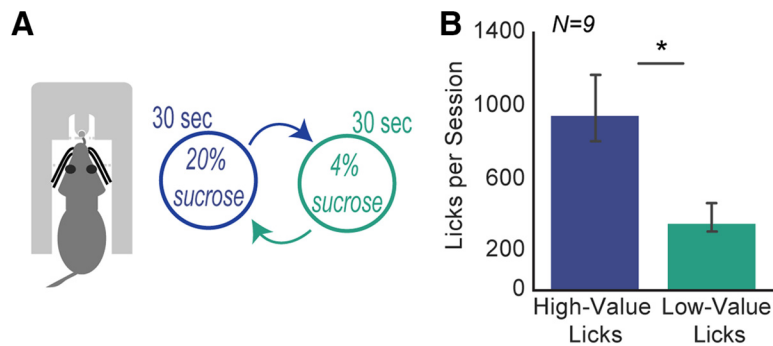 A
30 sec
20%
sucrose
30 sec
4%
sucrose
B
N=9
*
Licks per Session
1400
1000
600
200
0
High-Value
Licks
Low-Value
Licks